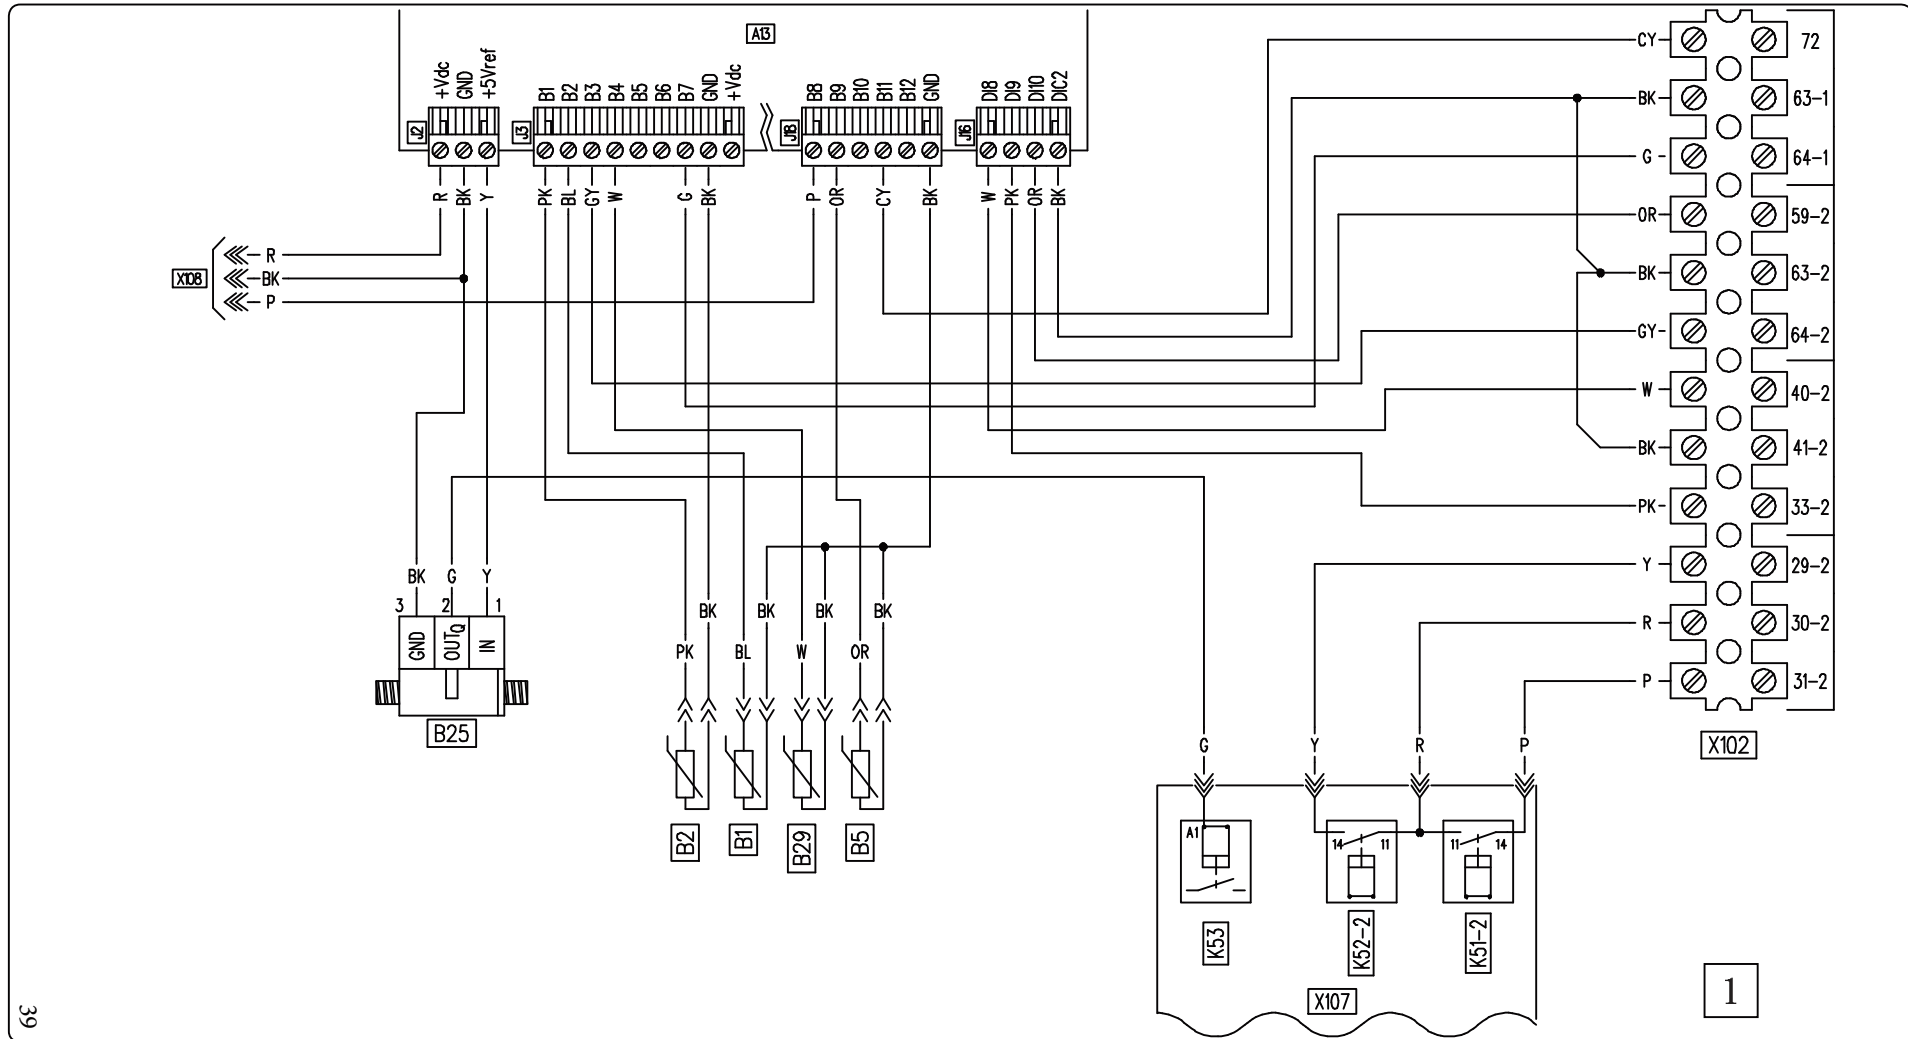 A13
J2
+Vdc
GND
+5Vref
J3
B1
B2
B3
B4
B5
B6
B7
GND
+Vdc
J18
B8
B9
B10
B11
B12
GND
J16
DI8
DI9
DI10
DIC2
R
BK
Y
PK
BL
GY
W
G
BK
P
OR
CY
BK
W
PK
OR
BK
X108
R
BK
P
CY
72
BK
63-1
G
64-1
OR
59-2
BK
63-2
GY
64-2
W
40-2
BK
41-2
PK
33-2
Y
29-2
R
30-2
P
31-2
X102
BK
G
Y
3
2
1
GND
OUT Q
IN
B25
BK
BK
BK
BK
PK
BL
W
OR
B2
B1
B29
B5
G
Y
R
P
A1
14
11
11
14
K53
K52-2
K51-2
X107
1
39